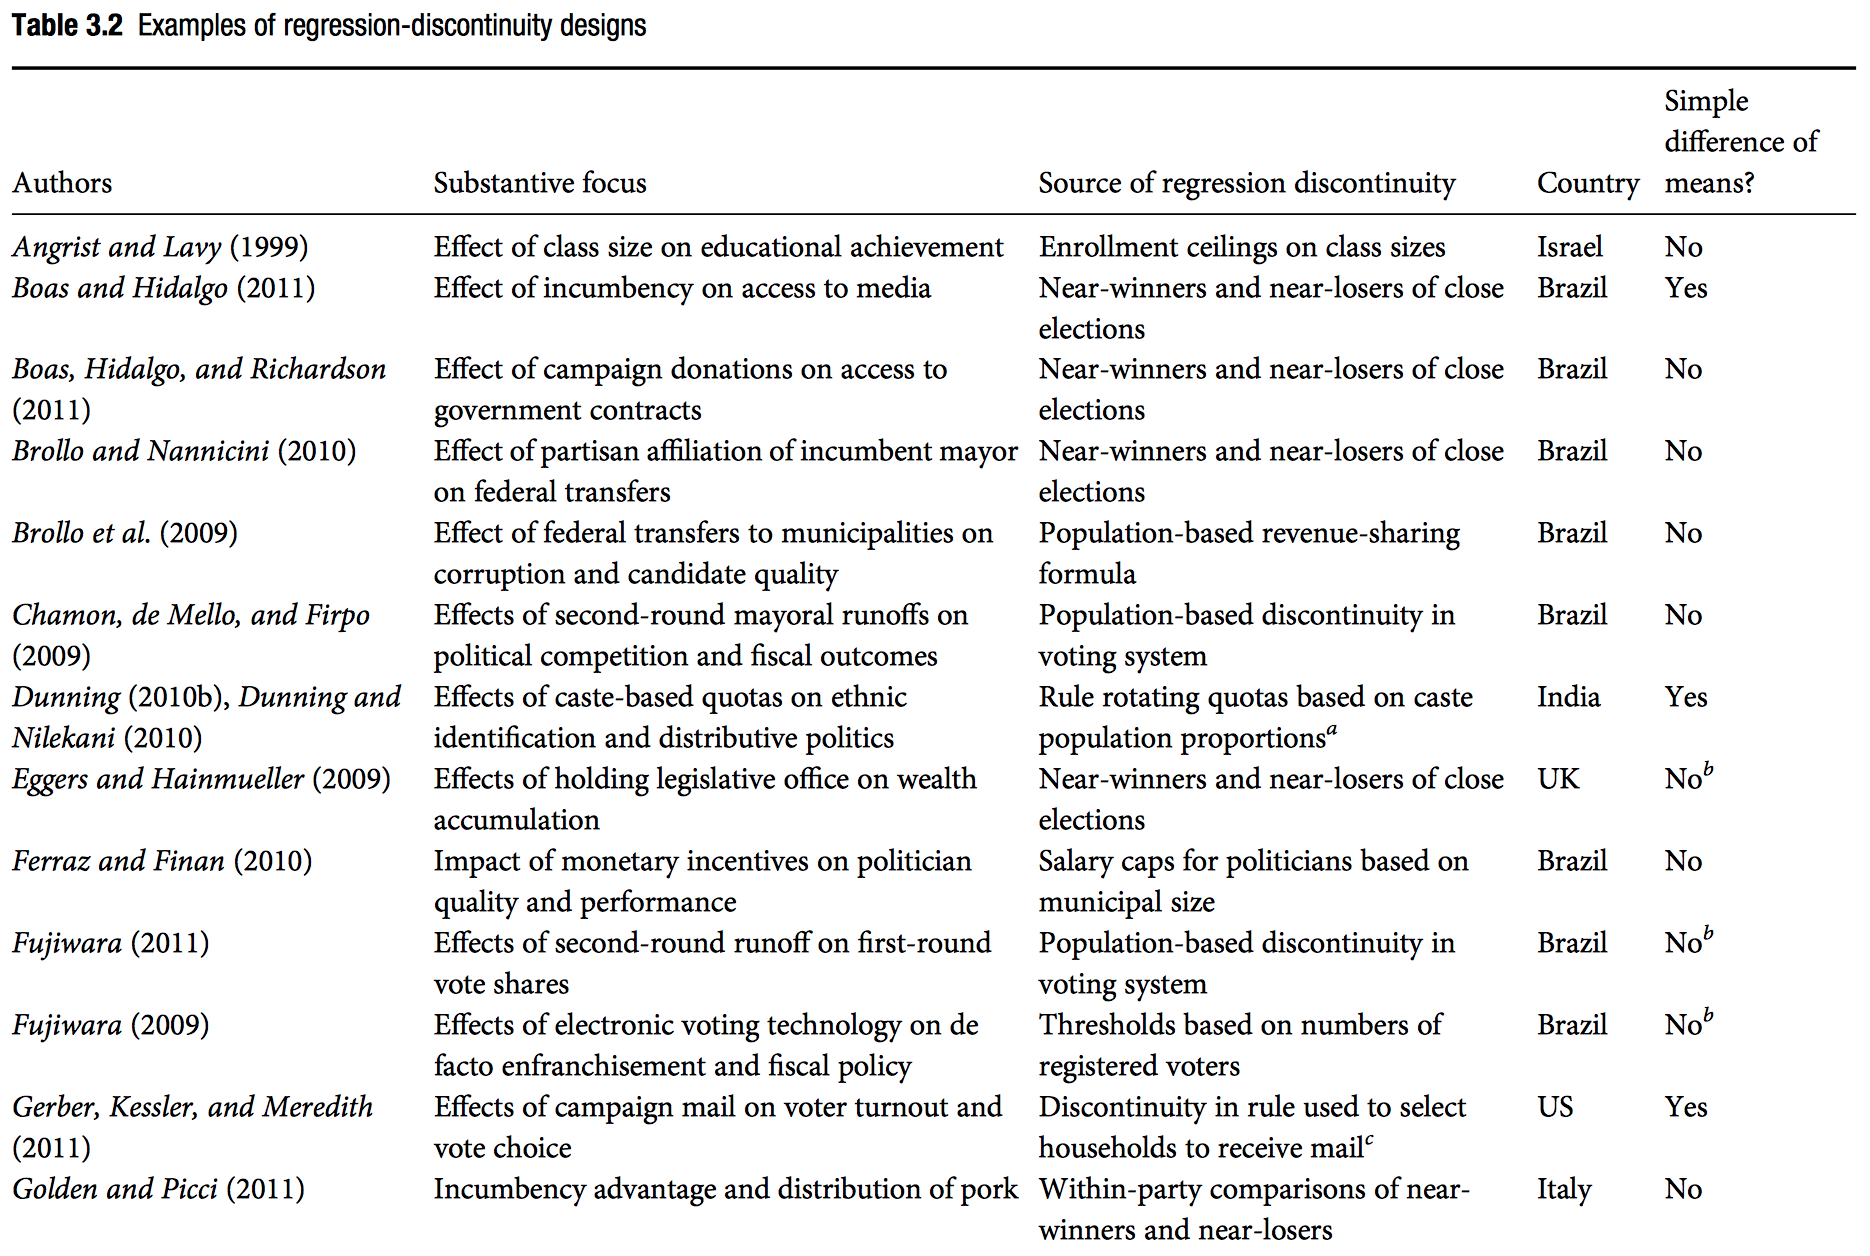 Table 3.2 Examples of regression-discontinuity designs
Simple
difference of
Authors Substantive focus Source of regression discontinuity Country means?
Angrist and Lavy (1999) Effect of class size on educational achievement Enrollment ceilings on class sizes Israel No
Boas and Hidalgo (2011) Effect of incumbency on access to media Near-winners and near-losers of close Brazil Yes
elections
Boas, Hidalgo, and Richardson Effect of campaign donations on access to Near-winners and near-losers of close Brazil No
(2011) government contracts elections
Brollo and Nannicini (2010) Effect of partisan affiliation of incumbent mayor Near-winners and near-losers of close Brazil No
on federal transfers elections
Brollo et al. (2009) Effect of federal transfers to municipalities on Population-based revenue-sharing Brazil No
corruption and candidate quality formula
Chamon, de Mello, and Firpo Effects of second-round mayoral runoffs on Population-based discontinuity in Brazil No
(2009) political competition and fiscal outcomes voting system
Dunning (2010b), Dunning and Effects of caste-based quotas on ethnic Rule rotating quotas based on caste India Yes
Nilekani (2010) identification and distributive politics population proportionsa
Eggers and Hainmueller (2009) Effects of holding legislative office on wealth Near-winners and near-losers of close UK Nob
accumulation elections
Ferraz and Finan (2010) Impact of monetary incentives on politician Salary caps for politicians based on Brazil No
quality and performance municipal size
Fujiwara (2011) Effects of second-round runoff on first-round Population-based discontinuity in Brazil Nob
vote shares voting system
Fujiwara (2009) Effects of electronic voting technology on de Thresholds based on numbers of Brazil Nob
facto enfranchisement and fiscal policy registered voters
Gerber, Kessler, and Meredith Effects of campaign mail on voter turnout and Discontinuity in rule used to select US Yes
(2011) vote choice households to receive mailc
Golden and Picci (2011) Incumbency advantage and distribution of pork Within-party comparisons of near- Italy No
winners and near-losers